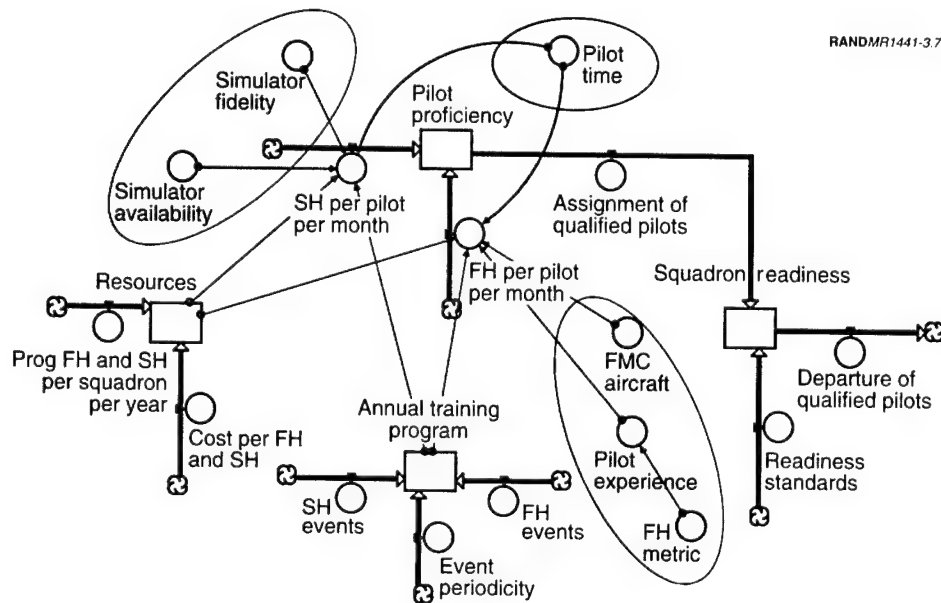 RANDMR1441-3.7
Simulator
fidelity
Pilot
time
Pilot
proficiency
Simulator
availability
SH per pilot
per month
Assignment of
qualified pilots
Resources
FH per pilot
per month
Squadron readiness
Prog FH and SH
per squadron
per year
FMC
aircraft
Departure of
qualified pilots
Annual training
program
Cost per FH
and SH
Pilot
experience
Readiness
standards
SH
events
FH
events
FH
metric
Event
periodicity